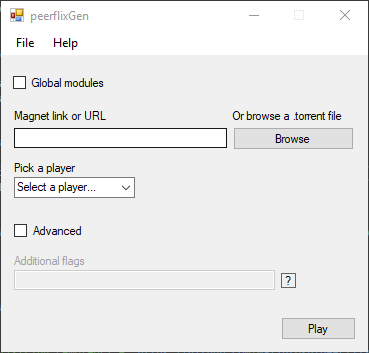 peerflixGen
File Help
Global modules
Magnet link or URL
Or browse a .torrent file
Browse
Pick a player
Select a player...
Advanced
Additional flags
?
Play